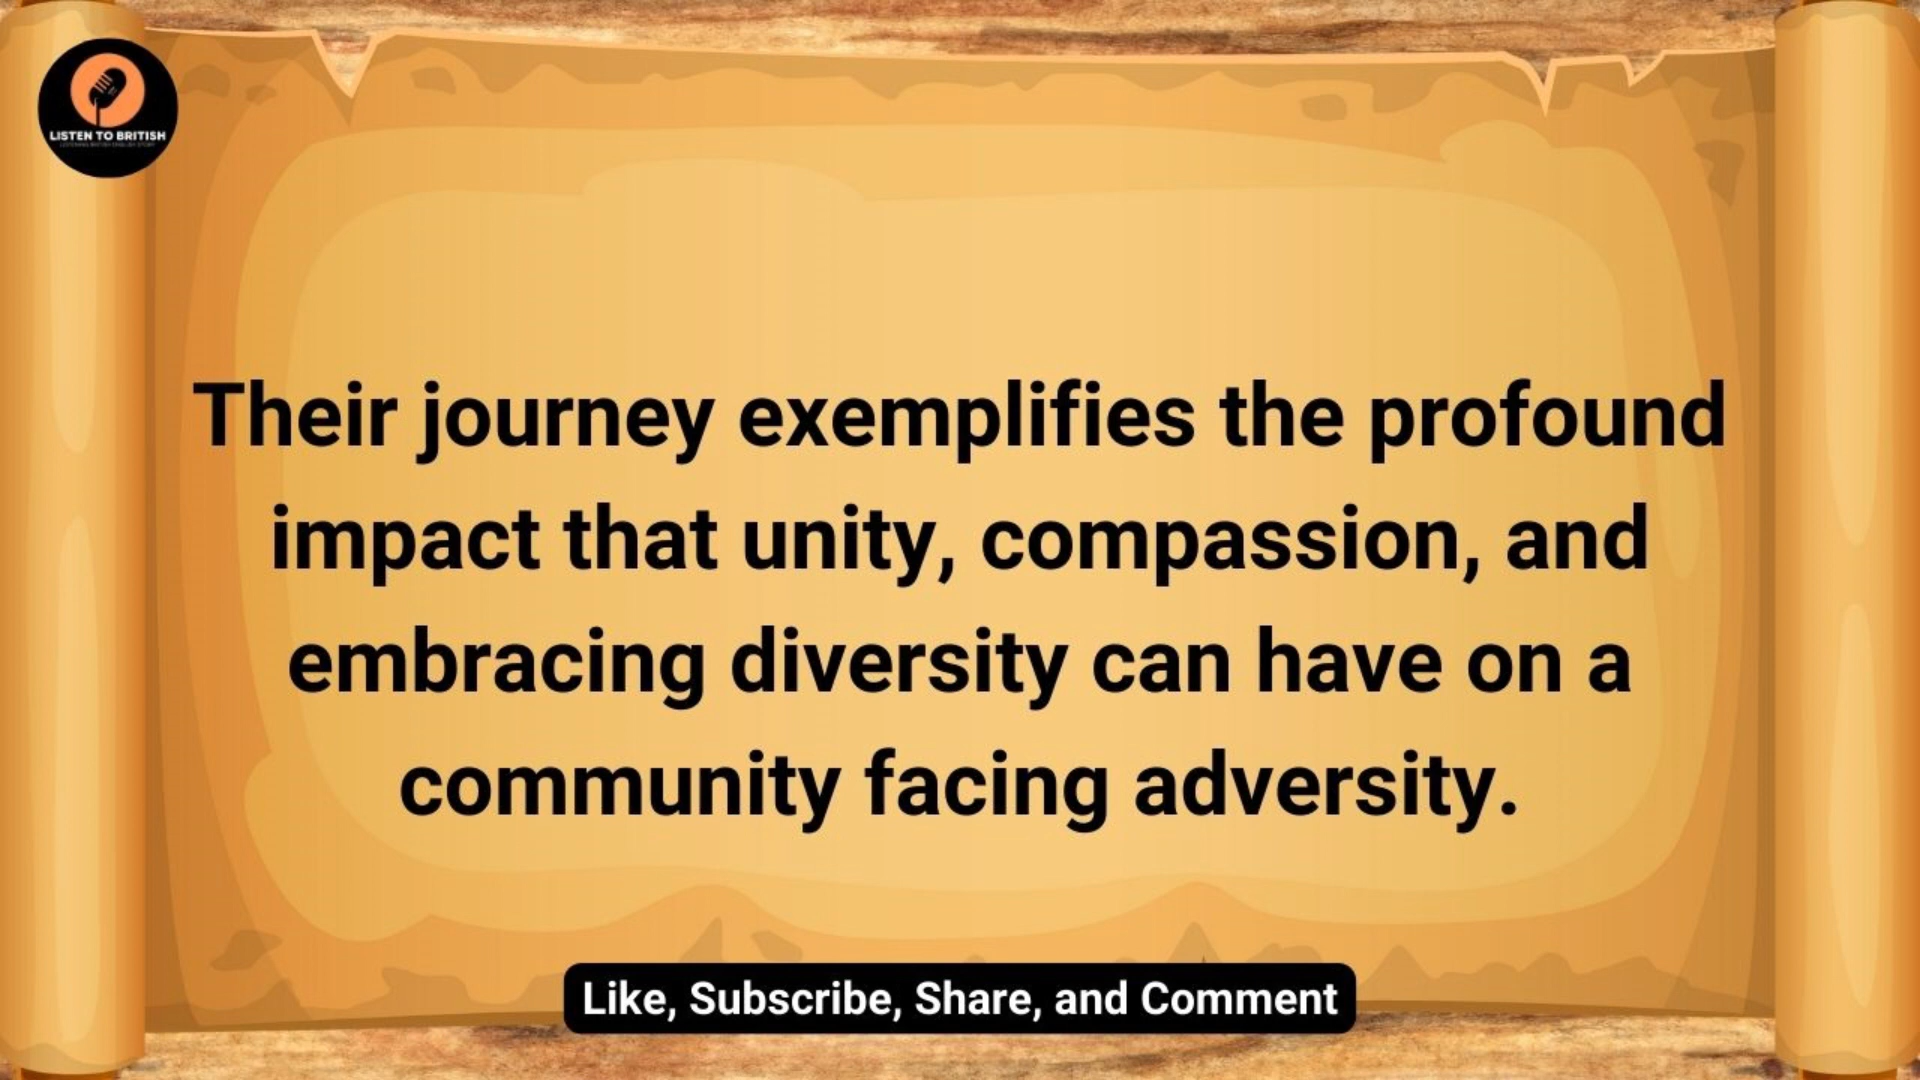 LISTEN TO BRITISH
Their journey exemplifies the profound
impact that unity, compassion, and
embracing diversity can have on a
community facing adversity.
Like, Subscribe, Share, and Comment